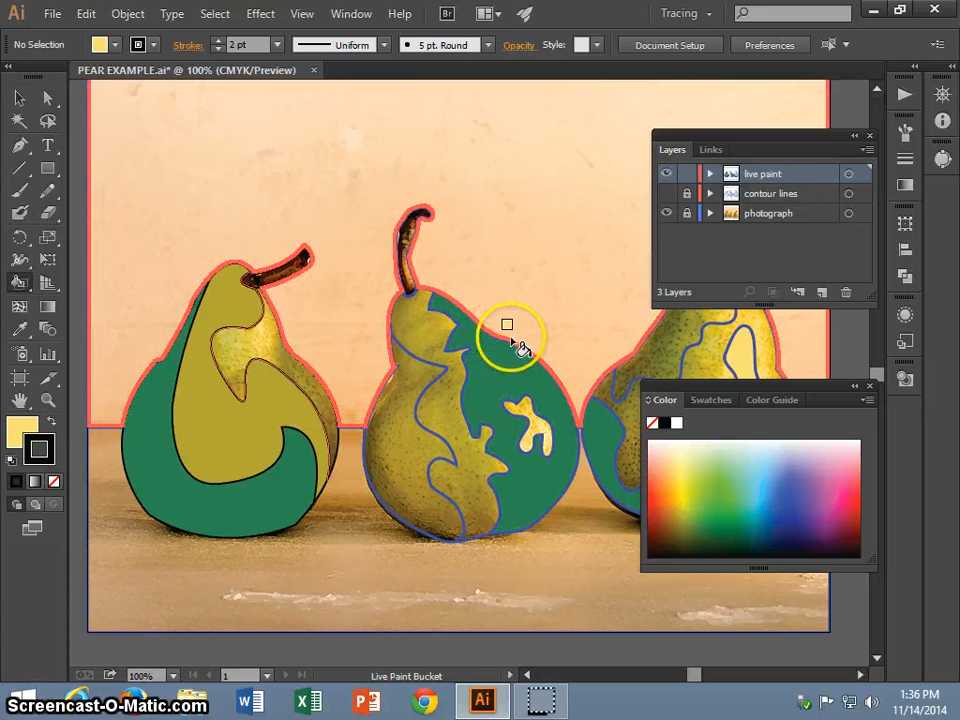 Ai File Edit Object Type Select Effect View Window Help Br Tracing
No Selection Stroke: 2 pt Uniform 5 pt. Round Opacity Style: Document Setup Preferences
PEAR EXAMPLE.ai* @ 100% (CMYK/Preview)
Layers Links
live paint
contour lines
photograph
3 Layers
Color Swatches Color Guide
100% 1 Live Paint Bucket
Screencast-O-Matic.com
1:36 PM
11/14/2014